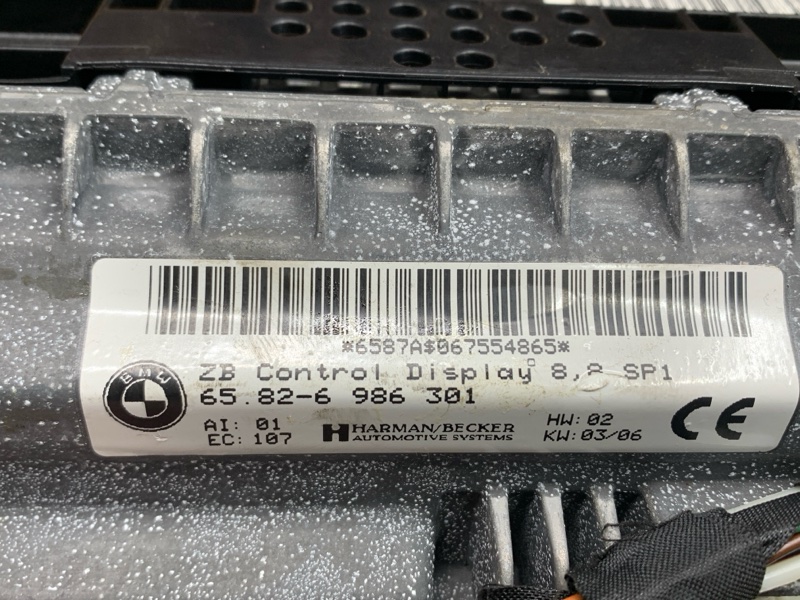 *6587A$067554865*
ZB Control Display 8,8 SP1
BMW
65.82-6 986 301
AI: 01
EC: 107
HARMAN/BECKER
AUTOMOTIVE SYSTEMS
HW: 02
KW: 03/06
CE